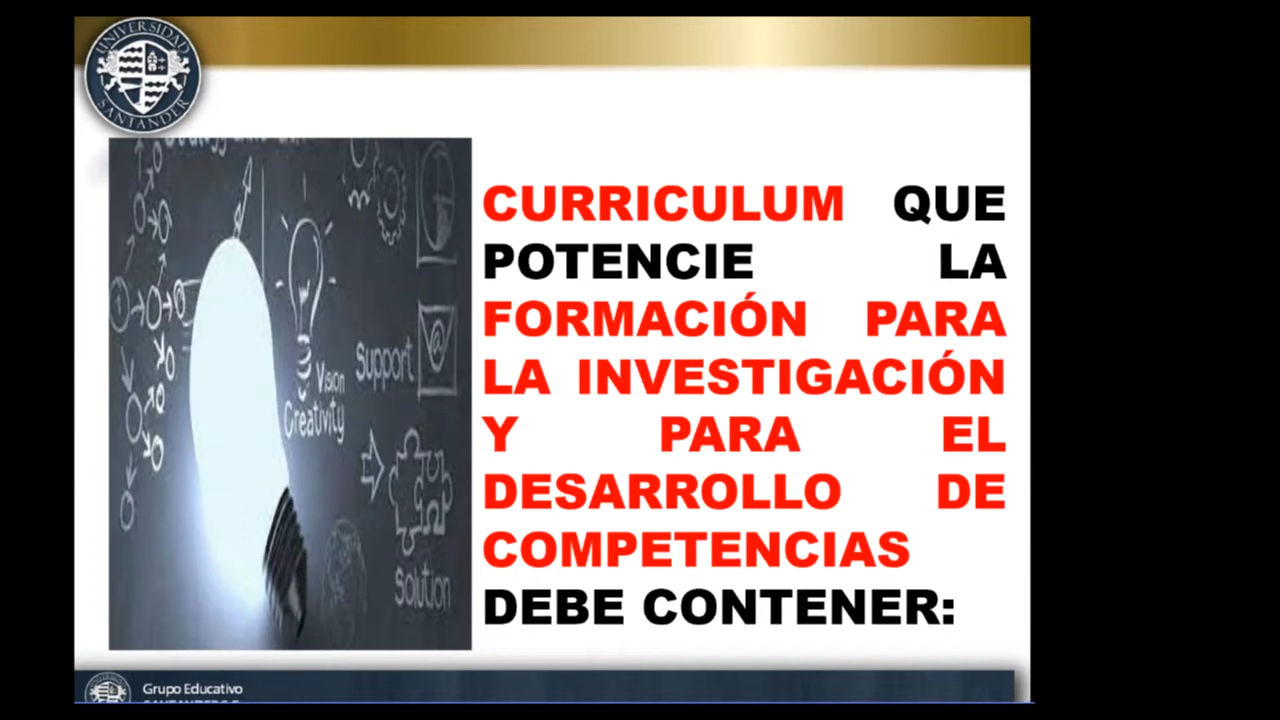 UNIVERSIDAD
SANTANDER
CURRICULUM QUE
POTENCIE LA
FORMACIÓN PARA
LA INVESTIGACIÓN
Y PARA EL
DESARROLLO DE
COMPETENCIAS
DEBE CONTENER:
Support
Vision
Creativity
Solution
Grupo Educativo